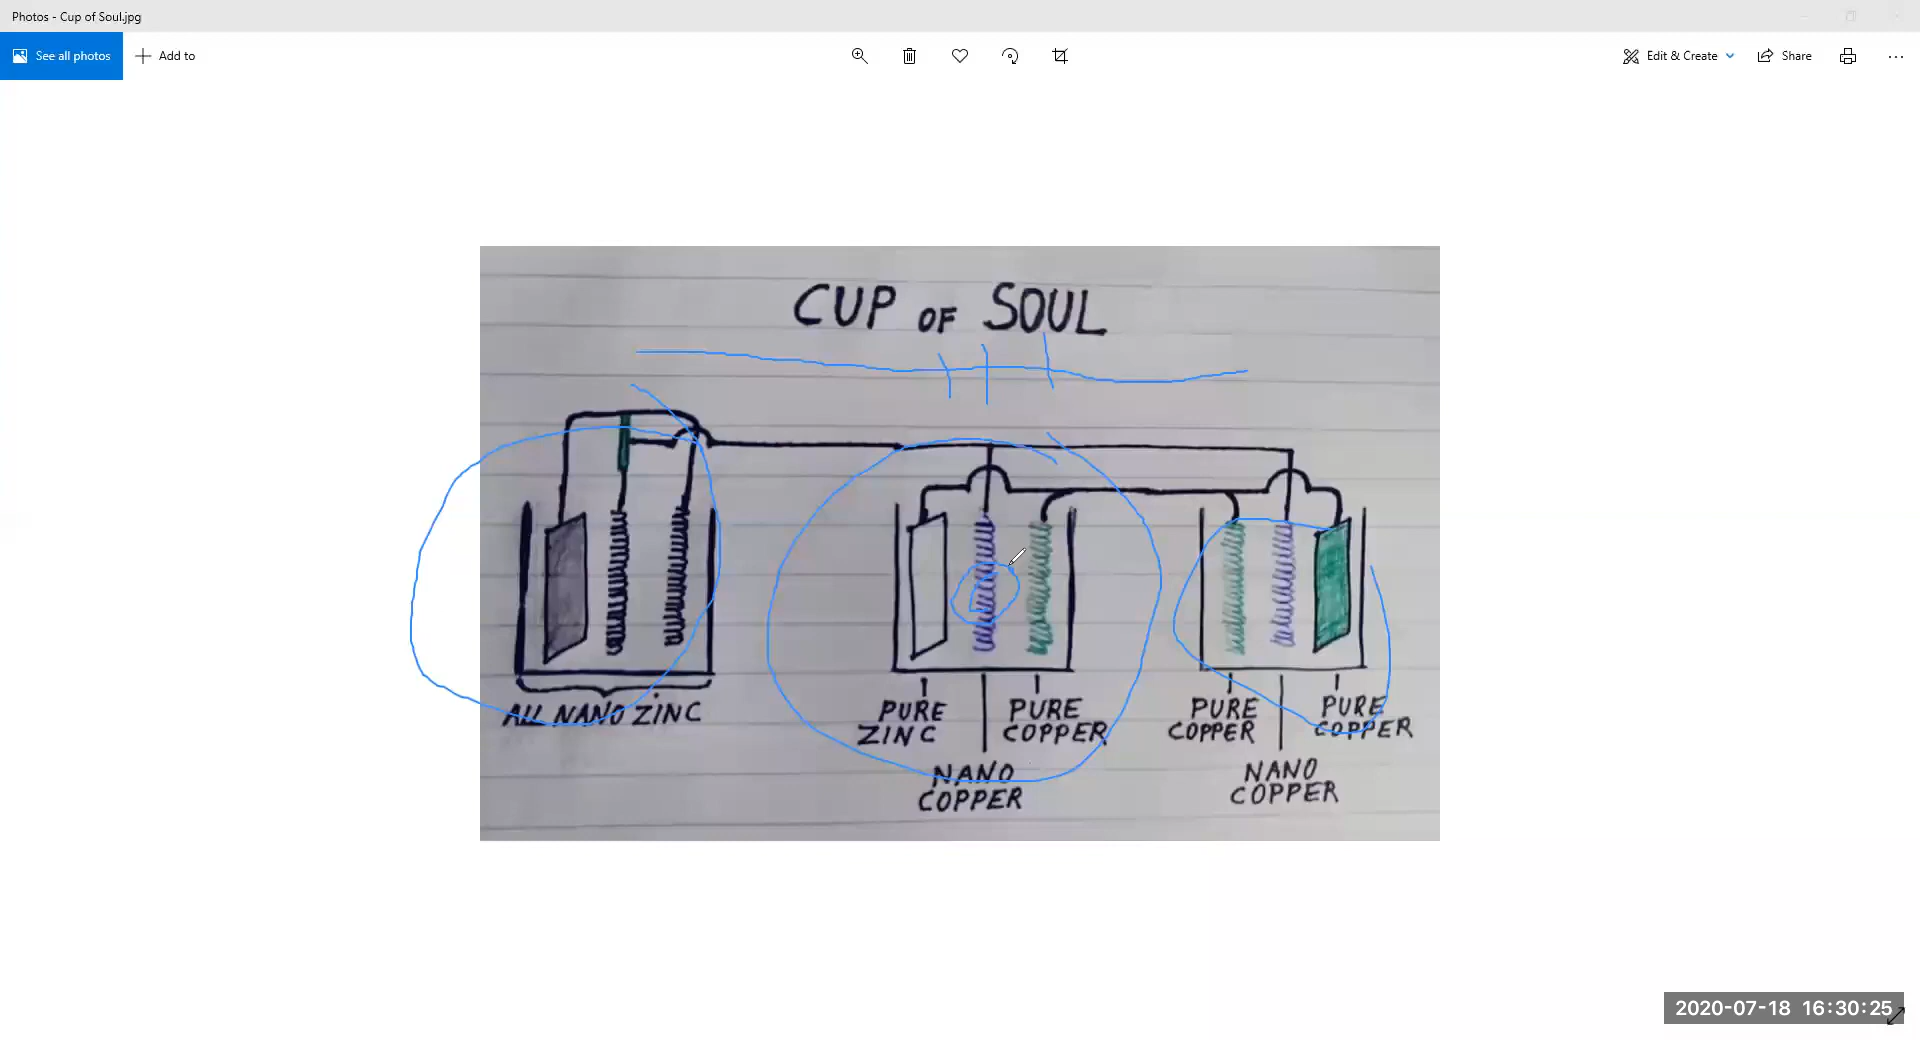 Photos - Cup of Soul.jpg
See all photos
Add to
Edit & Create
Share
CUP OF SOUL
ALL NANO ZINC
PURE
ZINC
PURE
COPPER
NANO
COPPER
PURE
COPPER
PURE
COPPER
NANO
COPPER
2020-07-18 16:30:25